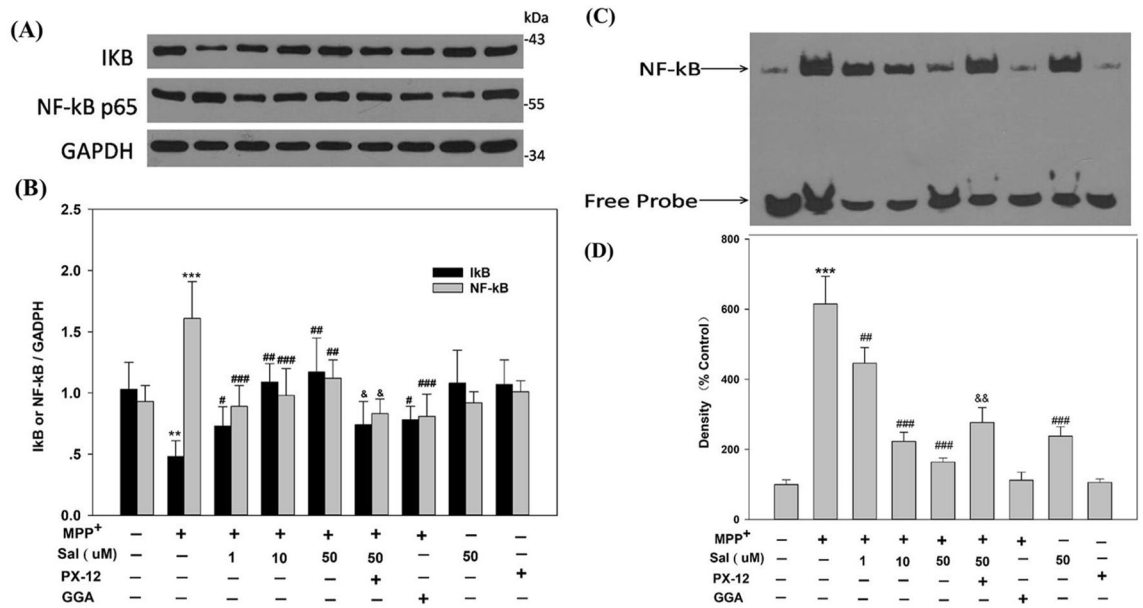 (A)
kDa
IKB
-43
NF-kB p65
-55
GAPDH
-34
(B)
2.5
2.0
1.5
1.0
.5
0.0
IkB or NF-kB / GADPH
IkB
NF-kB
** *** # ### ## ### ## ## & & # ###
MPP+ – + + + + + + – –
Sal ( uM) – – 1 10 50 50 – 50 –
PX-12 – – – – – + – – +
GGA – – – – – – + – –
(C)
NF-kB
Free Probe
(D)
800
600
400
200
0
Density (% Control)
*** ## ### ### && ###
MPP+ – + + + + + + – –
Sal ( uM) – – 1 10 50 50 – 50 –
PX-12 – – – – – + – – +
GGA – – – – – – + – –